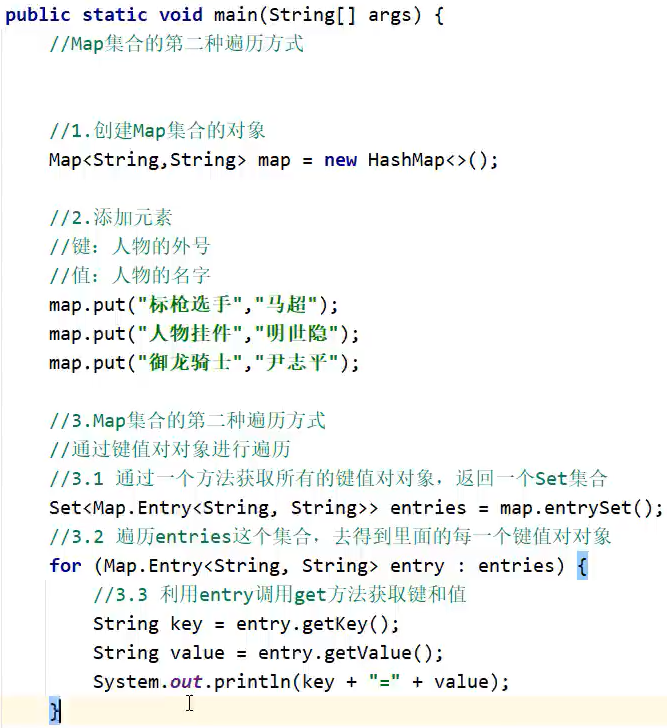 public static void main(String[] args) {
//Map集合的第二种遍历方式
//1.创建Map集合的对象
Map<String,String> map = new HashMap<>();
//2.添加元素
//键：人物的外号
//值：人物的名字
map.put("标枪选手","马超");
map.put("人物挂件","明世隐");
map.put("御龙骑士","尹志平");
//3.Map集合的第二种遍历方式
//通过键值对对象进行遍历
//3.1 通过一个方法获取所有的键值对对象，返回一个Set集合
Set<Map.Entry<String, String>> entries = map.entrySet();
//3.2 遍历entries这个集合，去得到里面的每一个键值对对象
for (Map.Entry<String, String> entry : entries) {
//3.3 利用entry调用get方法获取键和值
String key = entry.getKey();
String value = entry.getValue();
System.out.println(key + "=" + value);
}